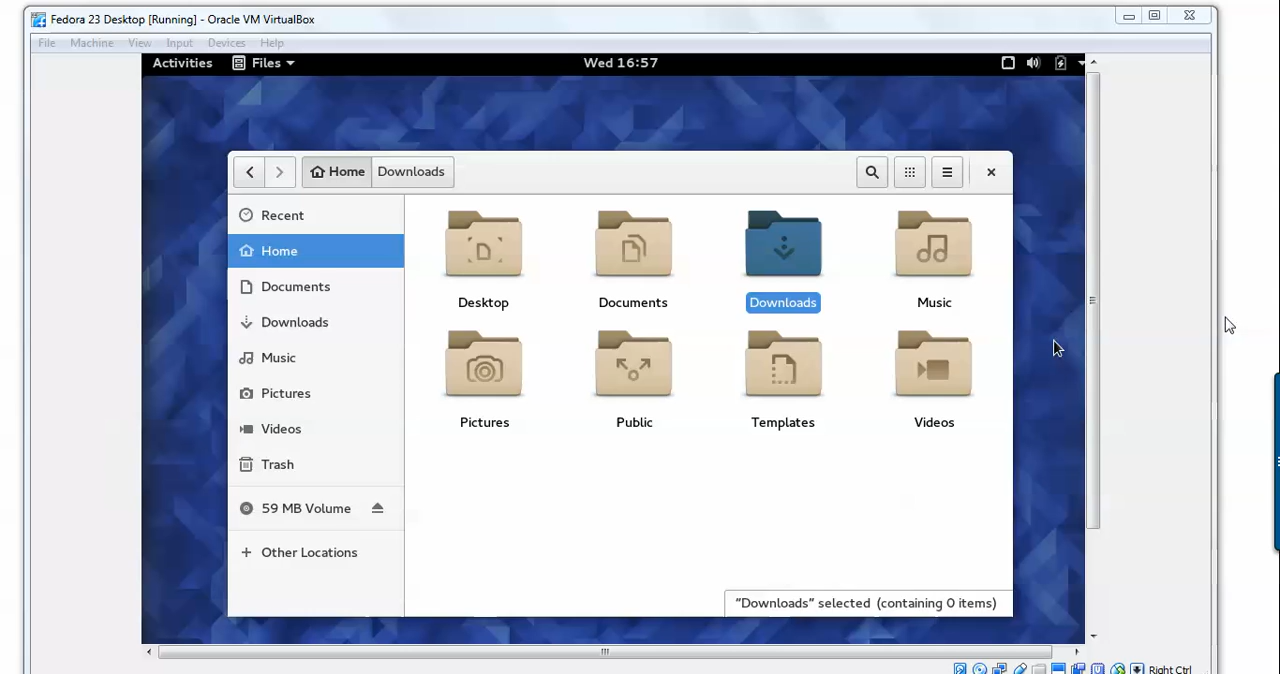 Fedora 23 Desktop [Running] - Oracle VM VirtualBox
File Machine View Input Devices Help
Activities Files Wed 16:57
Home Downloads
Recent
Home
Documents
Downloads
Music
Pictures
Videos
Trash
59 MB Volume
Other Locations
Desktop Documents Downloads Music
Pictures Public Templates Videos
"Downloads" selected (containing 0 items)
Right Ctrl